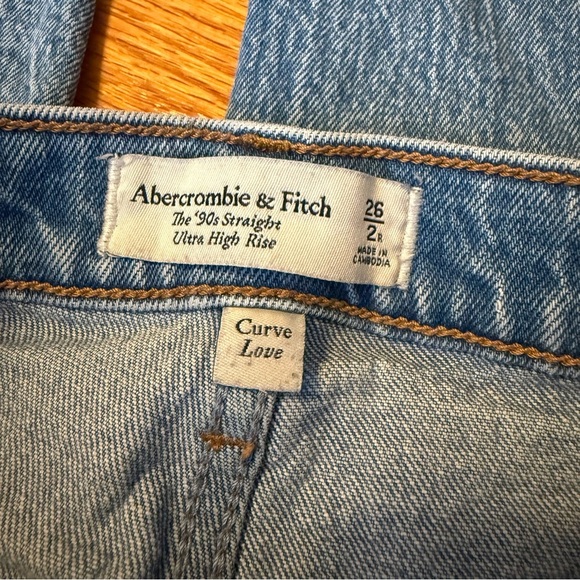 Abercrombie & Fitch
The '90s Straight
Ultra High Rise
26
2R
MADE IN
CAMBODIA
Curve
Love